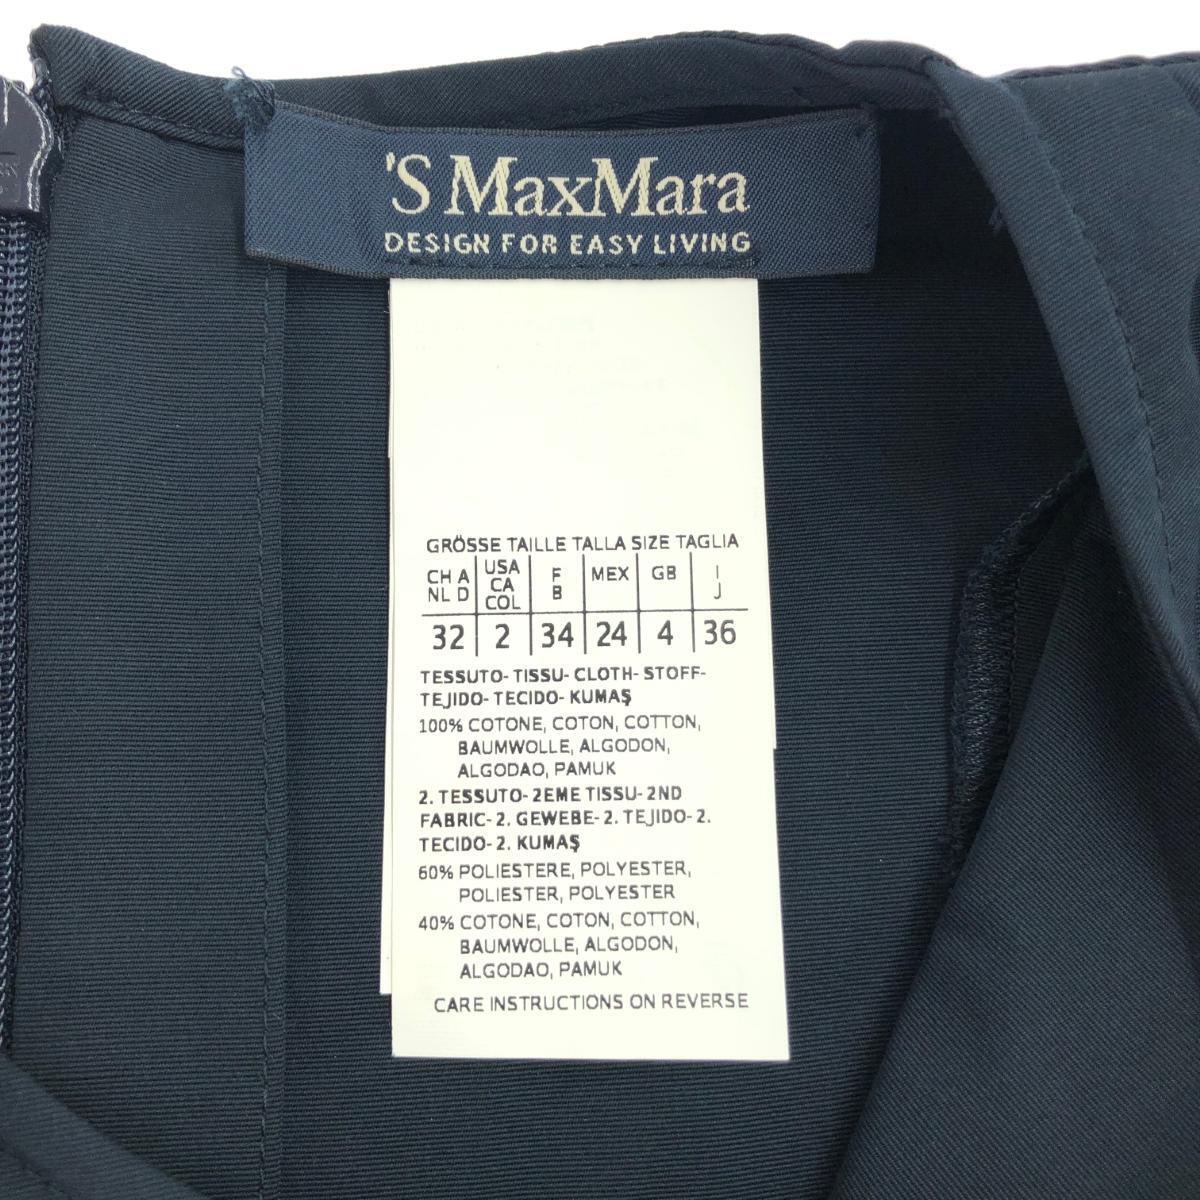 'S MaxMara
DESIGN FOR EASY LIVING
GRÖSSE TAILLE TALLA SIZE TAGLIA
CH A NL D | USA CA COL | F B | MEX | GB | I J
32 | 2 | 34 | 24 | 4 | 36
TESSUTO- TISSU- CLOTH- STOFF-
TEJIDO- TECIDO- KUMAŞ
100% COTONE, COTON, COTTON,
BAUMWOLLE, ALGODON,
ALGODAO, PAMUK
2. TESSUTO- 2EME TISSU- 2ND
FABRIC- 2. GEWEBE- 2. TEJIDO- 2.
TECIDO- 2. KUMAŞ
60% POLIESTERE, POLYESTER,
POLIESTER, POLYESTER
40% COTONE, COTON, COTTON,
BAUMWOLLE, ALGODON,
ALGODAO, PAMUK
CARE INSTRUCTIONS ON REVERSE